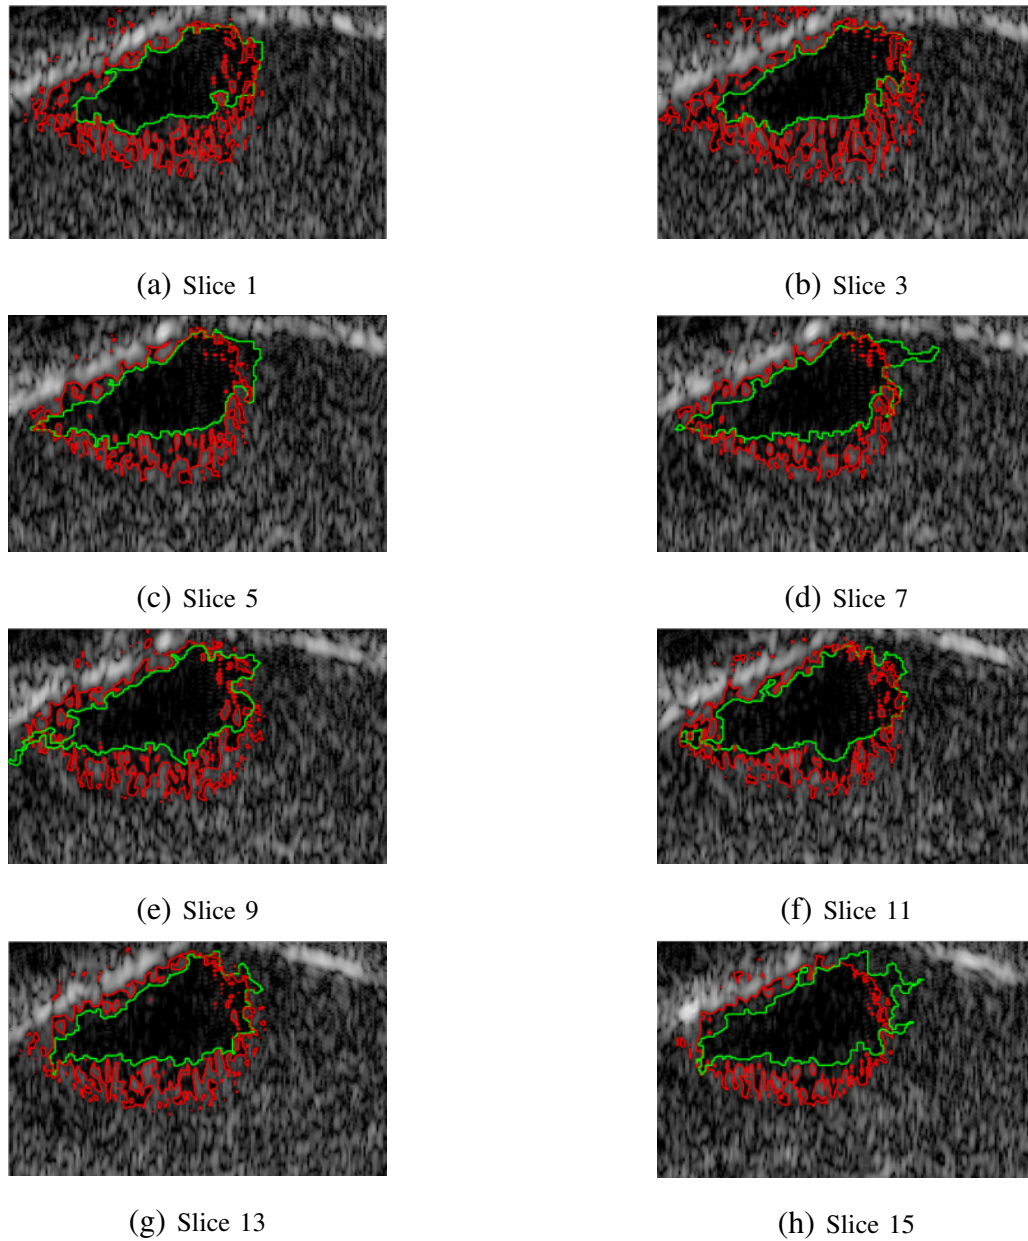 (a) Slice 1
(b) Slice 3
(c) Slice 5
(d) Slice 7
(e) Slice 9
(f) Slice 11
(g) Slice 13
(h) Slice 15